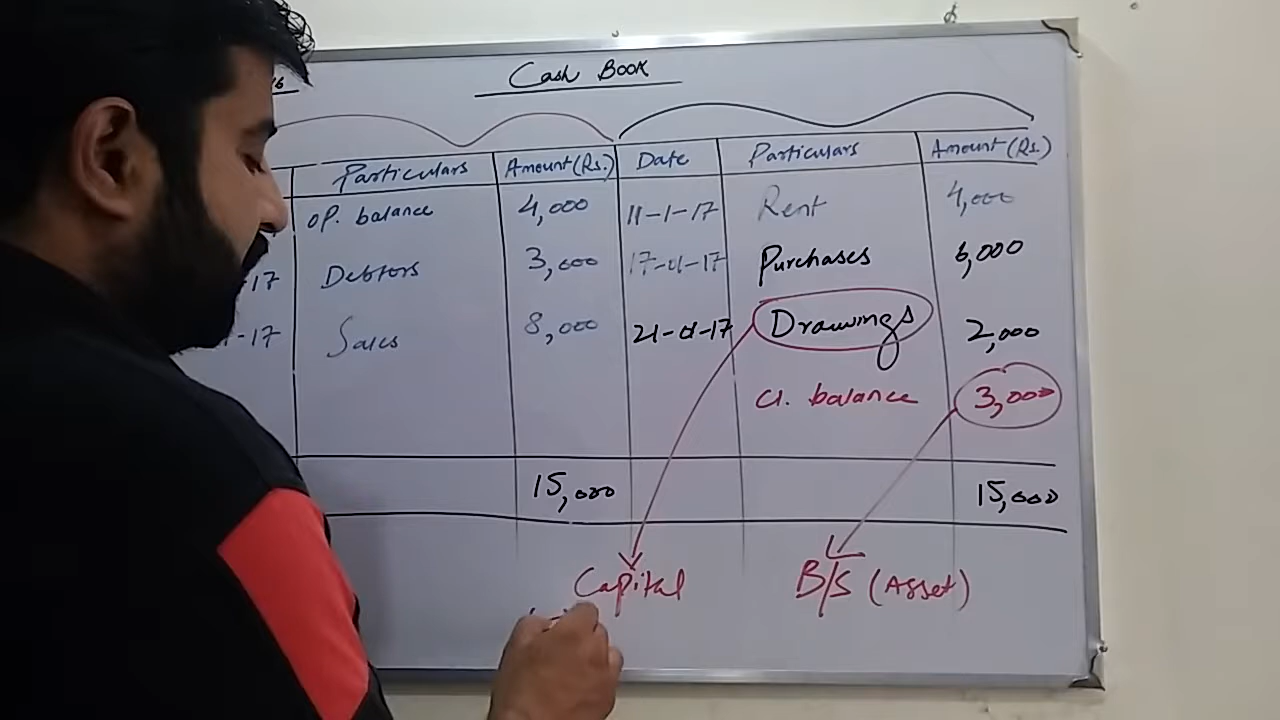 Cash Book
Particulars Amount (Rs.) Date Particulars Amount (Rs.)
OP. balance 4,000 11-1-17 Rent 4,000
-17 Debtors 3,000 17-01-17 Purchases 6,000
-17 Sales 8,000 21-01-17 Drawings 2,000
Cl. balance 3,000
15,000 15,000
Capital B/S (Asset)